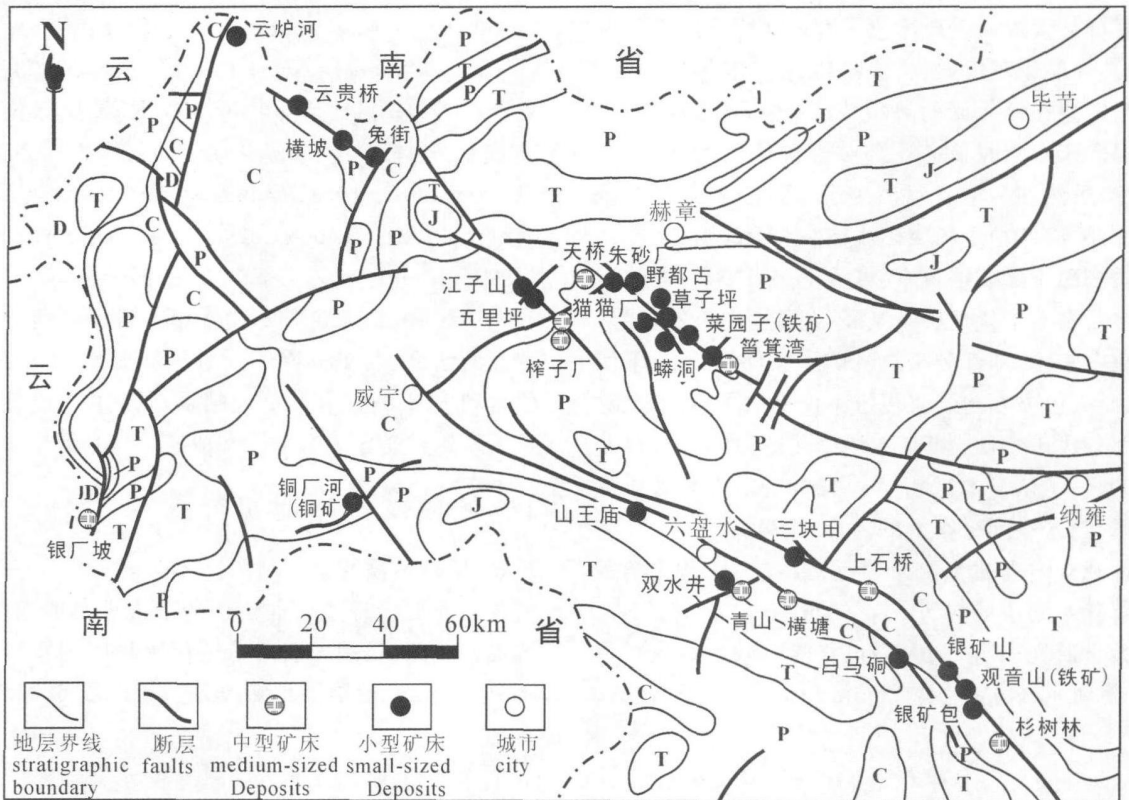 N
云 南 省
云炉河
云贵桥
横坡
兔街
毕节
赫章
天桥
朱砂厂
野都古
江子山
草子坪
五里坪
猫猫厂
菜园子(铁矿)
筲箕湾
榨子厂
蟒洞
云
威宁
铜厂河
(铜矿)
银厂坡
山王庙
六盘水
三块田
纳雍
上石桥
双水井
青山
横塘
南
省
白马硐
银矿山
观音山(铁矿)
银矿包
杉树林
0 20 40 60km
地层界线
stratigraphic
boundary
断层
faults
中型矿床
medium-sized
Deposits
小型矿床
small-sized
Deposits
城市
city
C
P
T
J
D
JD